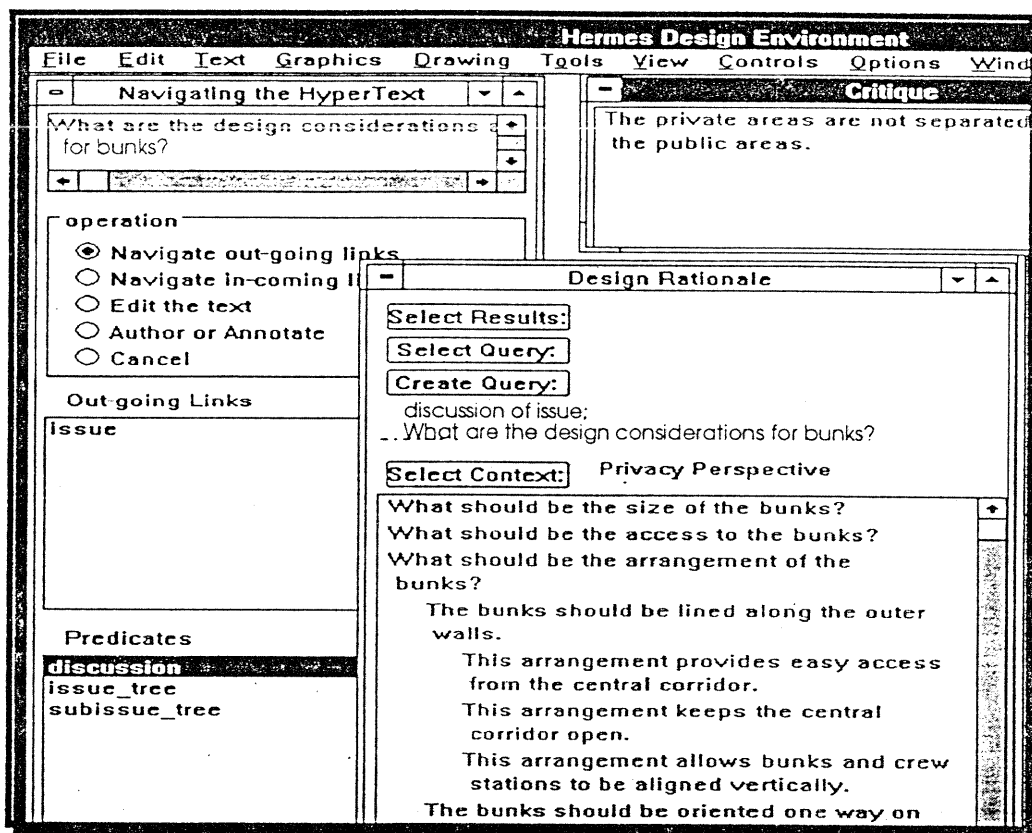 Hermes Design Environment
File Edit Text Graphics Drawing Tools View Controls Options Wind
Navigating the HyperText
What are the design considerations a
for bunks?
operation
Navigate out-going links
Navigate in-coming li
Edit the text
Author or Annotate
Cancel
Out-going Links
issue
Predicates
discussion
issue_tree
subissue_tree
Critique
The private areas are not separated
the public areas.
Design Rationale
Select Results:
Select Query:
Create Query:
discussion of issue;
What are the design considerations for bunks?
Select Context: Privacy Perspective
What should be the size of the bunks?
What should be the access to the bunks?
What should be the arrangement of the
bunks?
The bunks should be lined along the outer
walls.
This arrangement provides easy access
from the central corridor.
This arrangement keeps the central
corridor open.
This arrangement allows bunks and crew
stations to be aligned vertically.
The bunks should be oriented one way on